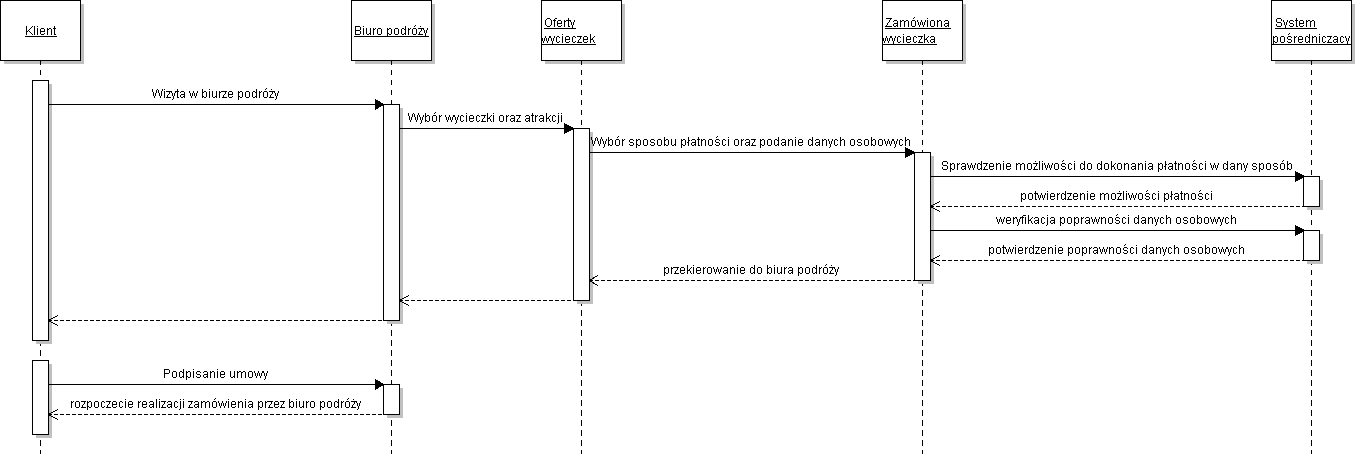 Klient
Biuro podróży
Oferty
wycieczek
Zamówiona
wycieczka
System
pośredniczacy
Wizyta w biurze podróży
Wybór wycieczki oraz atrakcji
Wybór sposobu płatności oraz podanie danych osobowych
Sprawdzenie możliwości do dokonania płatności w dany sposób
potwierdzenie możliwości płatności
weryfikacja poprawności danych osobowych
potwierdzenie poprawności danych osobowych
przekierowanie do biura podróży
Podpisanie umowy
rozpoczecie realizacji zamówienia przez biuro podróży